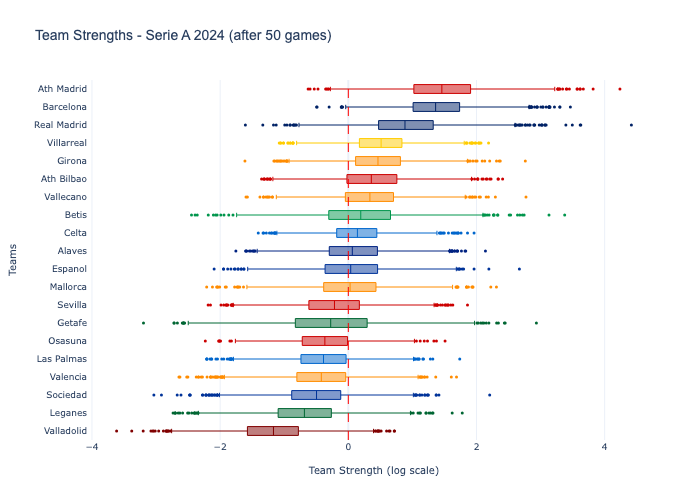 Team Strengths - Serie A 2024 (after 50 games)
Ath Madrid
Barcelona
Real Madrid
Villarreal
Girona
Ath Bilbao
Vallecano
Betis
Celta
Alaves
Espanol
Mallorca
Sevilla
Getafe
Osasuna
Las Palmas
Valencia
Sociedad
Leganes
Valladolid
Teams
−4 −2 0 2 4
Team Strength (log scale)